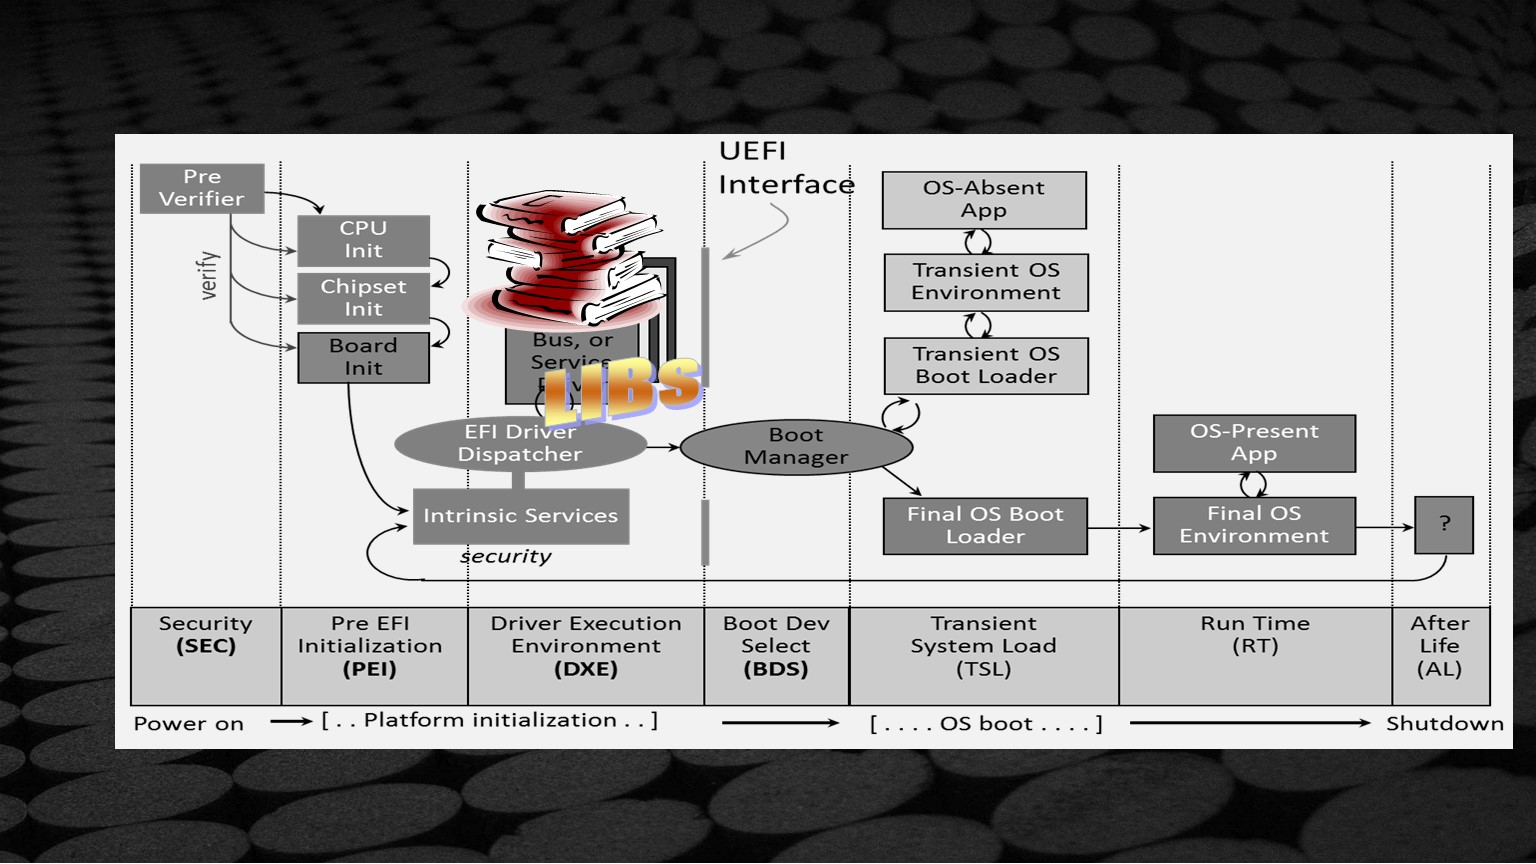 UEFI
Interface
Pre
Verifier
verify
CPU
Init
Chipset
Init
Board
Init
Bus, or
Service
LIBS
EFI Driver
Dispatcher
Intrinsic Services
security
Boot
Manager
OS-Absent
App
Transient OS
Environment
Transient OS
Boot Loader
Final OS Boot
Loader
OS-Present
App
Final OS
Environment
?
Security
(SEC)
Pre EFI
Initialization
(PEI)
Driver Execution
Environment
(DXE)
Boot Dev
Select
(BDS)
Transient
System Load
(TSL)
Run Time
(RT)
After
Life
(AL)
Power on
[ . . Platform initialization . . ]
[ . . . . OS boot . . . . ]
Shutdown